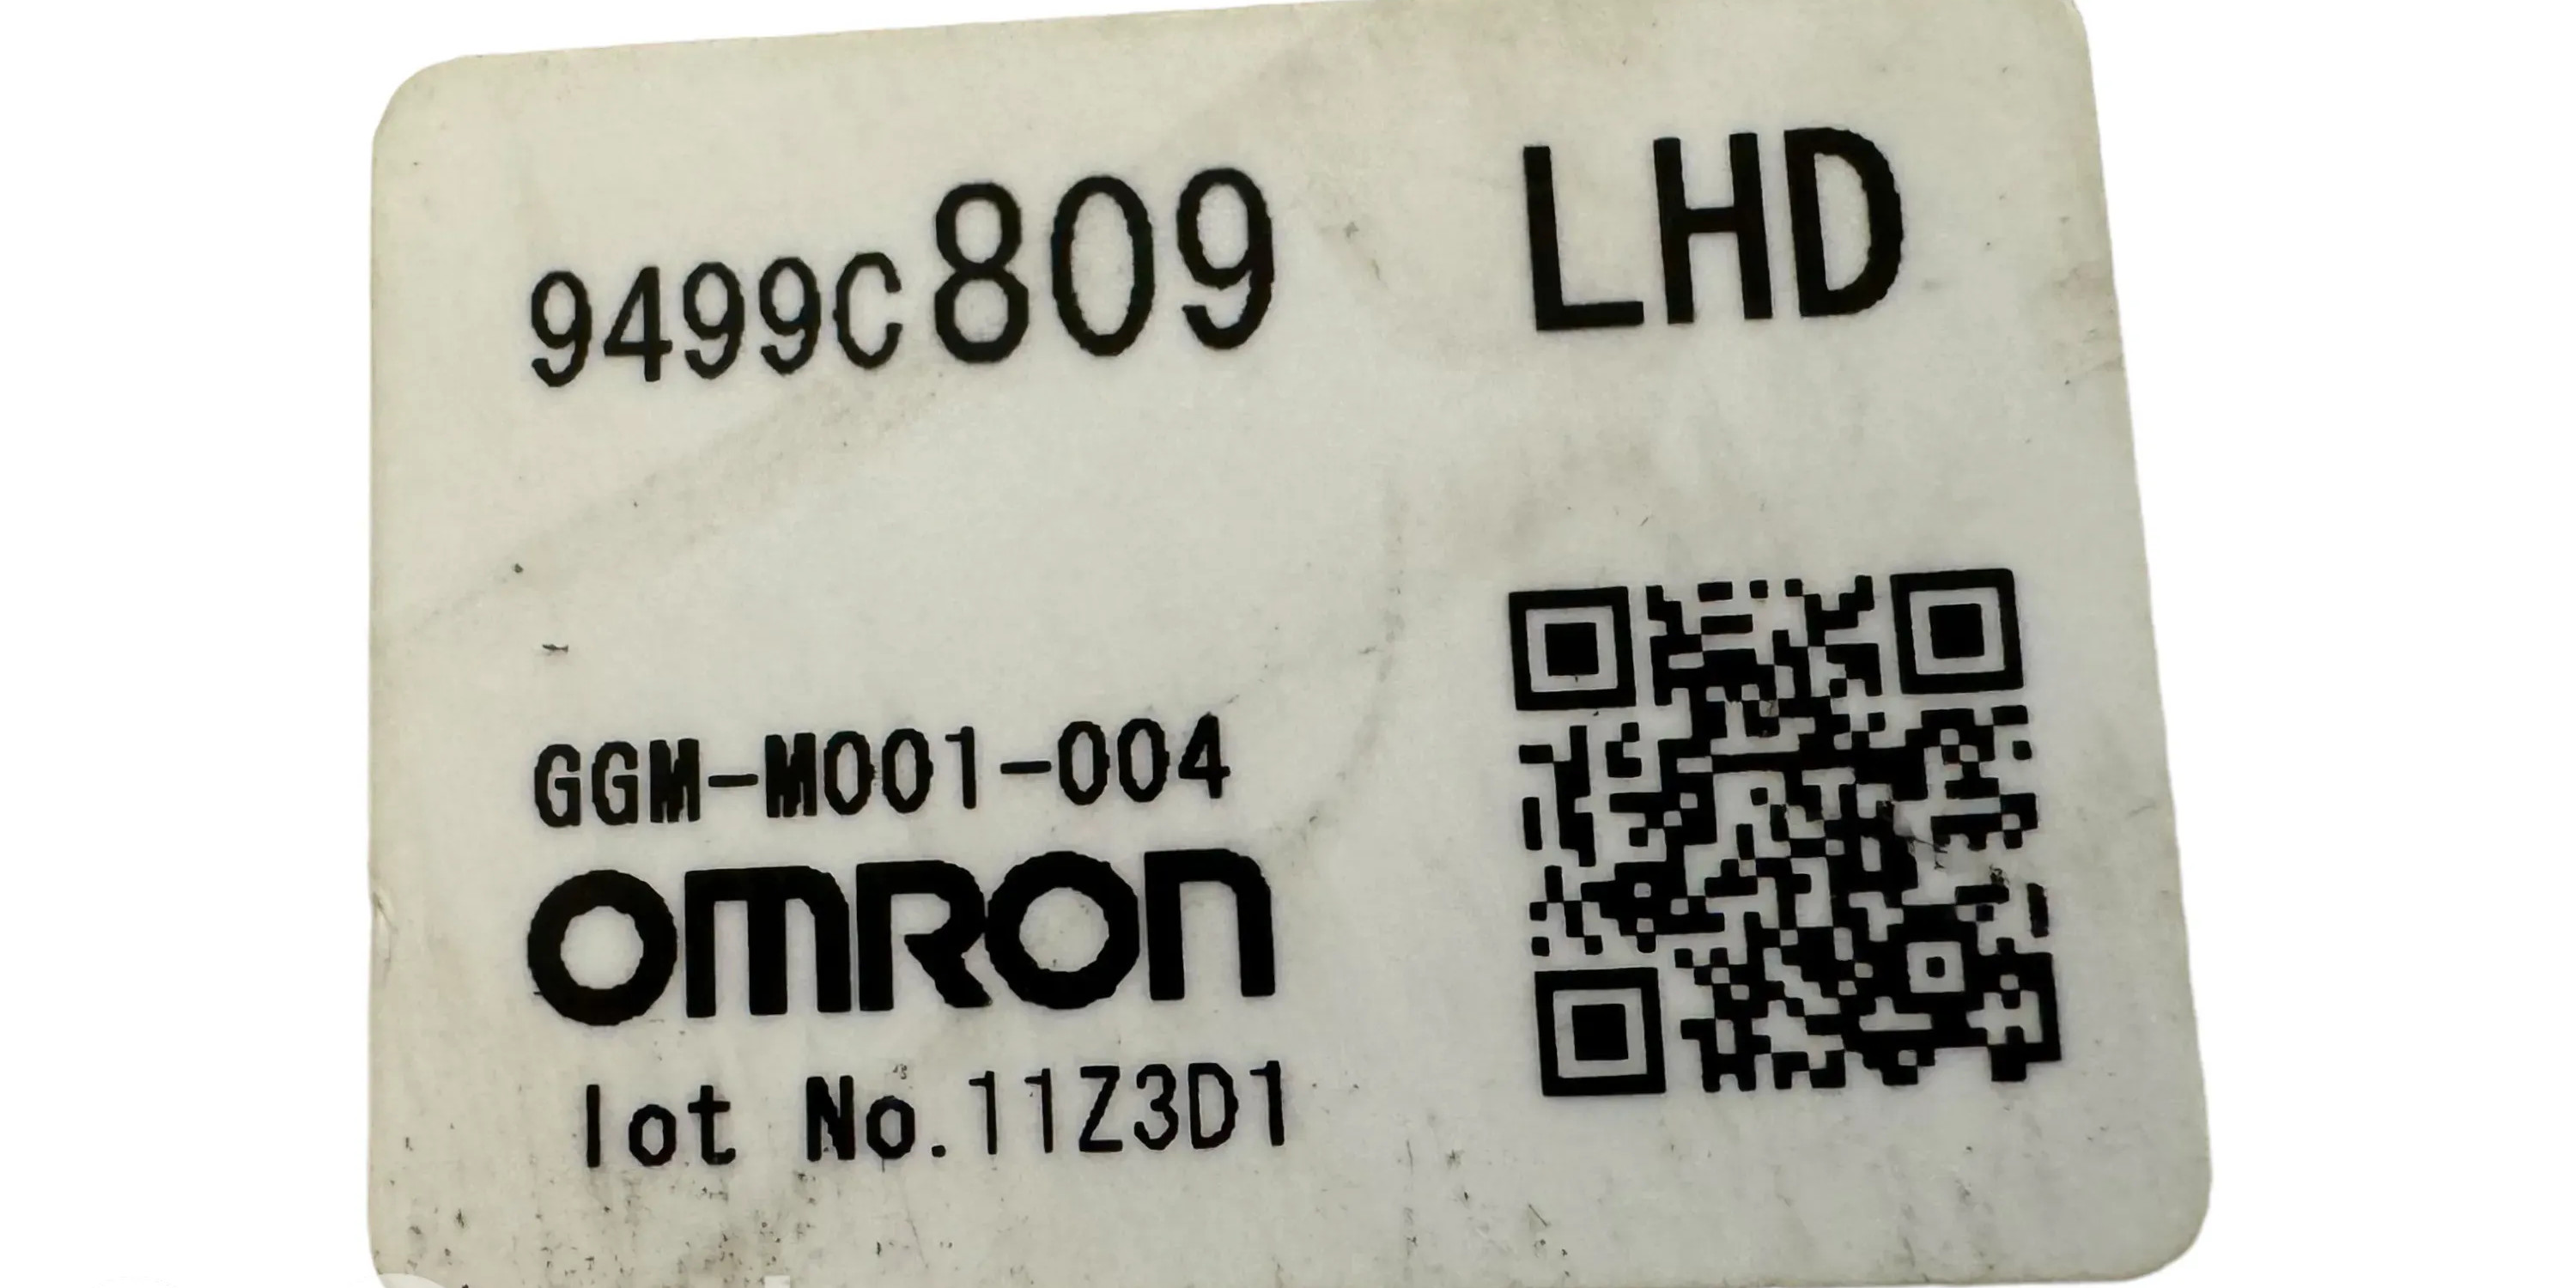 9499C809 LHD
GGM-M001-004
OMRON
lot No.11Z3D1